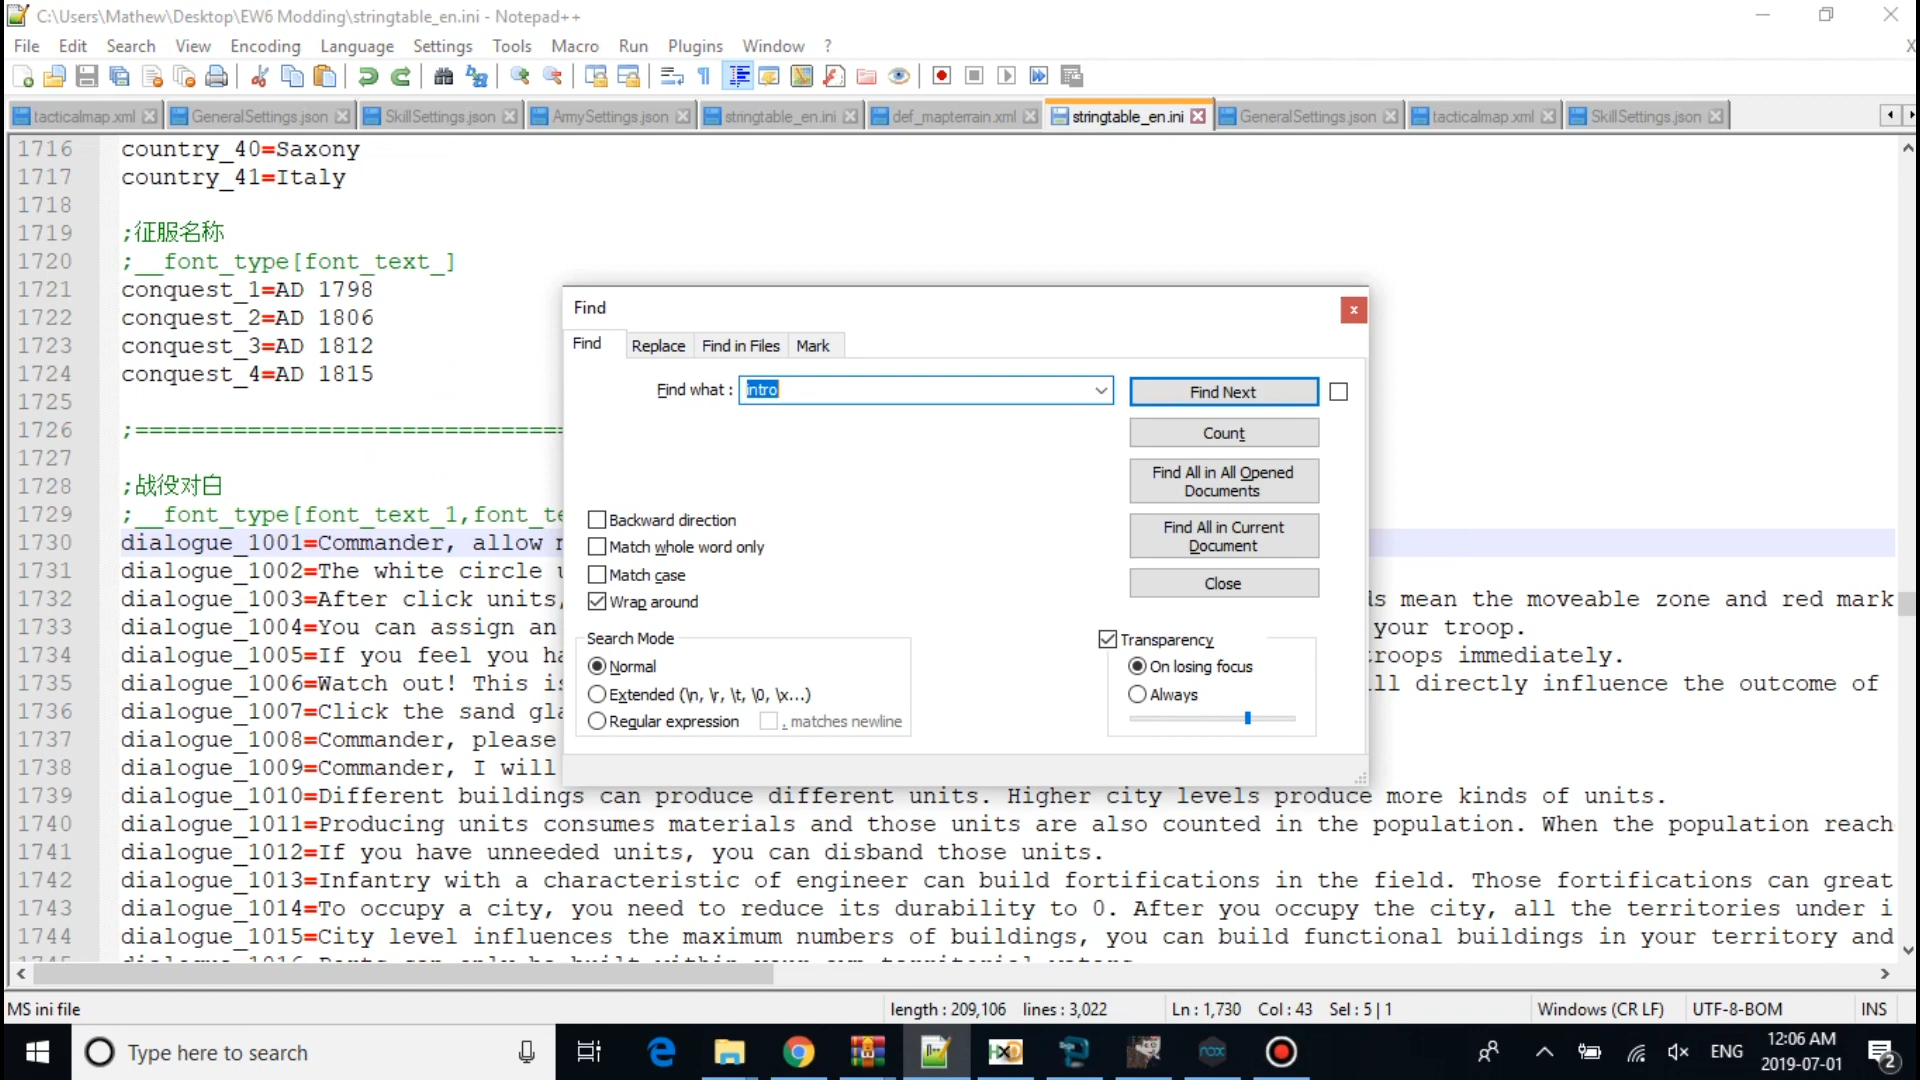 C:\Users\Mathew\Desktop\EW6 Modding\stringtable_en.ini - Notepad++
File Edit Search View Encoding Language Settings Tools Macro Run Plugins Window ? X
tacticalmap.xml GeneralSettings.json SkillSettings.json ArmySettings.json stringtable_en.ini def_mapterrain.xml stringtable_en.ini GeneralSettings.json tacticalmap.xml SkillSettings.json
1716 country_40=Saxony
1717 country_41=Italy
1718
1719 ;征服名称
1720 ;__font_type[font_text_]
1721 conquest_1=AD 1798
1722 conquest_2=AD 1806
1723 conquest_3=AD 1812
1724 conquest_4=AD 1815
1725
1726 ;===============================
1727
1728 ;战役对白
1729 ;__font_type[font_text_1,font_te
1730 dialogue_1001=Commander, allow
1731 dialogue_1002=The white circle
1732 dialogue_1003=After click units, ds mean the moveable zone and red mark
1733 dialogue_1004=You can assign an your troop.
1734 dialogue_1005=If you feel you ha troops immediately.
1735 dialogue_1006=Watch out! This is ll directly influence the outcome of
1736 dialogue_1007=Click the sand gla
1737 dialogue_1008=Commander, please
1738 dialogue_1009=Commander, I will
1739 dialogue_1010=Different buildings can produce different units. Higher city levels produce more kinds of units.
1740 dialogue_1011=Producing units consumes materials and those units are also counted in the population. When the population reach
1741 dialogue_1012=If you have unneeded units, you can disband those units.
1742 dialogue_1013=Infantry with a characteristic of engineer can build fortifications in the field. Those fortifications can great
1743 dialogue_1014=To occupy a city, you need to reduce its durability to 0. After you occupy the city, all the territories under i
1744 dialogue_1015=City level influences the maximum numbers of buildings, you can build functional buildings in your territory and
Find
Find Replace Find in Files Mark
Find what : intro
Find Next
Count
Find All in All Opened
Documents
Find All in Current
Document
Close
Backward direction
Match whole word only
Match case
Wrap around
Search Mode
Normal
Extended (\n, \r, \t, \0, \x...)
Regular expression . matches newline
Transparency
On losing focus
Always
MS ini file length : 209,106 lines : 3,022 Ln : 1,730 Col : 43 Sel : 5 | 1 Windows (CR LF) UTF-8-BOM INS
Type here to search ENG 12:06 AM
2019-07-01
2